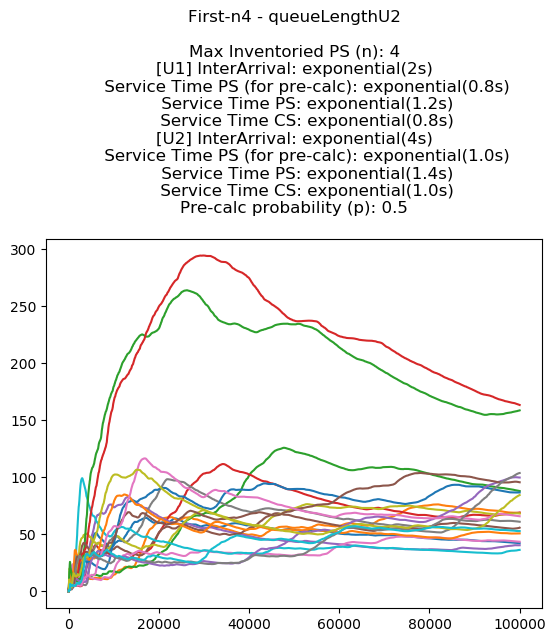 First-n4 - queueLengthU2
Max Inventoried PS (n): 4
[U1] InterArrival: exponential(2s)
Service Time PS (for pre-calc): exponential(0.8s)
Service Time PS: exponential(1.2s)
Service Time CS: exponential(0.8s)
[U2] InterArrival: exponential(4s)
Service Time PS (for pre-calc): exponential(1.0s)
Service Time PS: exponential(1.4s)
Service Time CS: exponential(1.0s)
Pre-calc probability (p): 0.5
300
250
200
150
100
50
0
0 20000 40000 60000 80000 100000